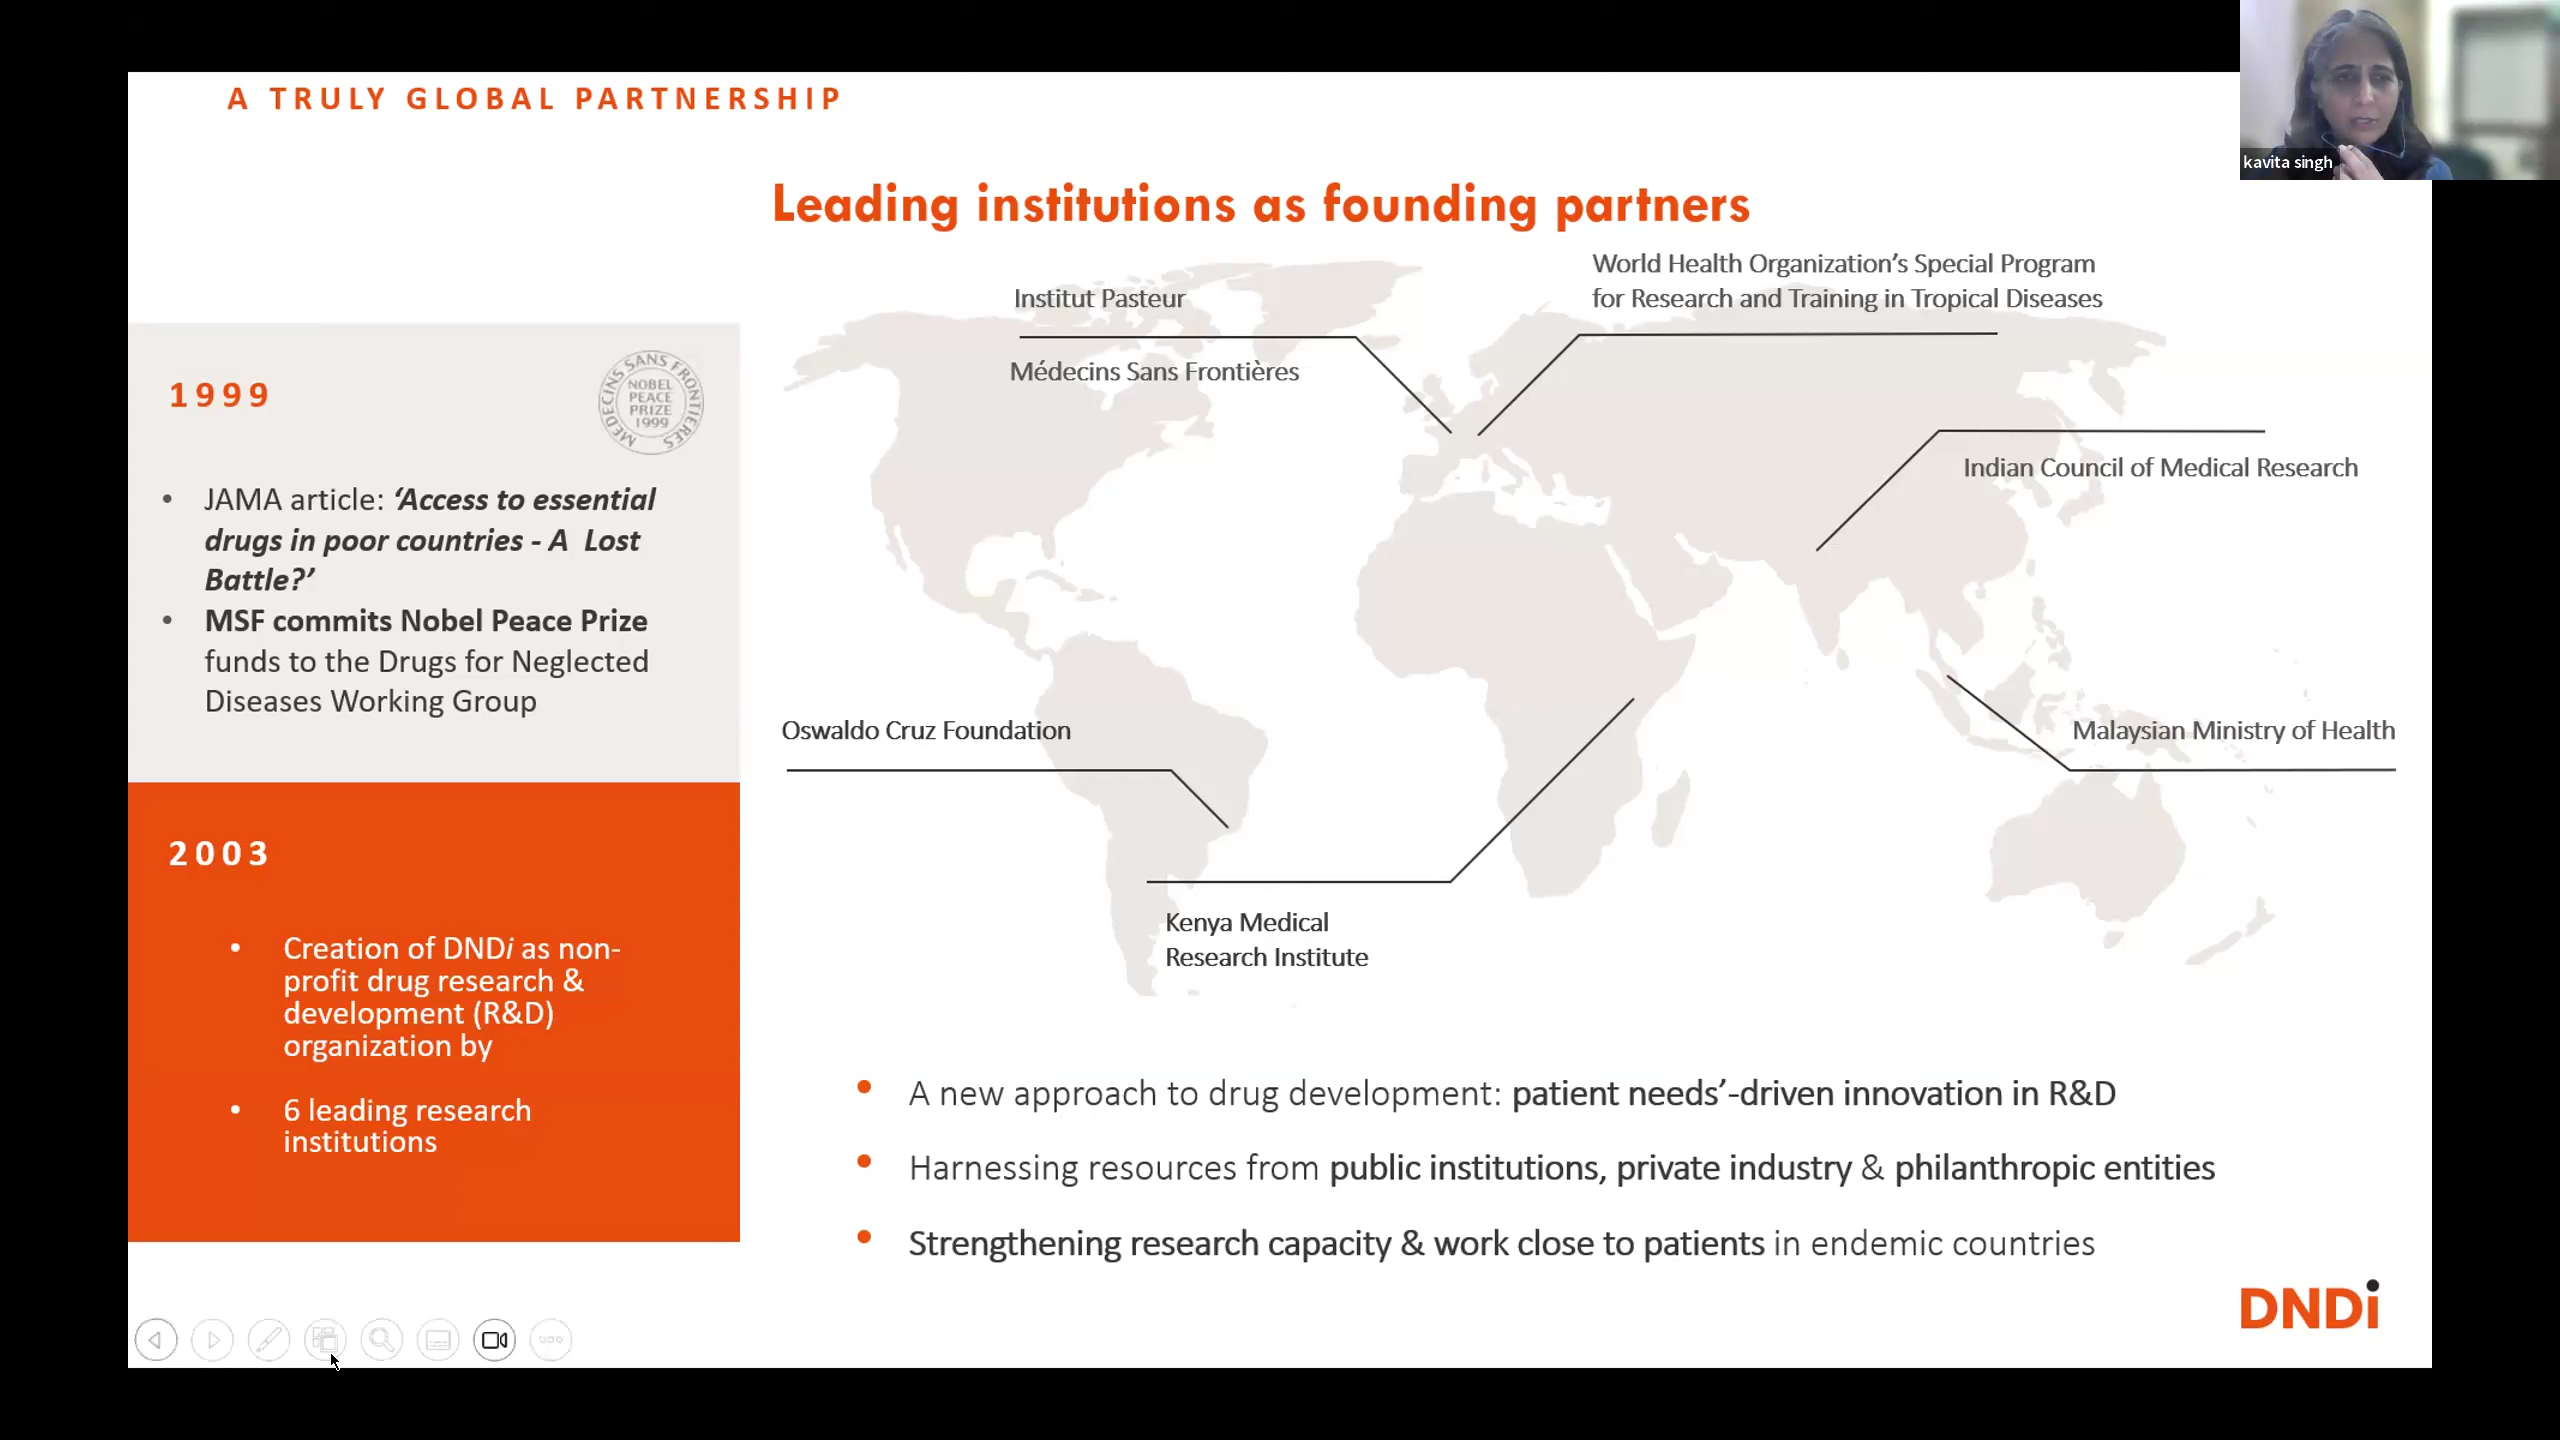 A TRULY GLOBAL PARTNERSHIP
kavita singh
Leading institutions as founding partners
1999
MEDECINS SANS FRONTIERES
NOBEL
PEACE
PRIZE
1999
• JAMA article: ‘Access to essential
drugs in poor countries - A Lost
Battle?’
• MSF commits Nobel Peace Prize
funds to the Drugs for Neglected
Diseases Working Group
2003
• Creation of DNDi as non-
profit drug research &
development (R&D)
organization by
• 6 leading research
institutions
Institut Pasteur
Médecins Sans Frontières
World Health Organization’s Special Program
for Research and Training in Tropical Diseases
Indian Council of Medical Research
Oswaldo Cruz Foundation
Malaysian Ministry of Health
Kenya Medical
Research Institute
• A new approach to drug development: patient needs’-driven innovation in R&D
• Harnessing resources from public institutions, private industry & philanthropic entities
• Strengthening research capacity & work close to patients in endemic countries
DNDi